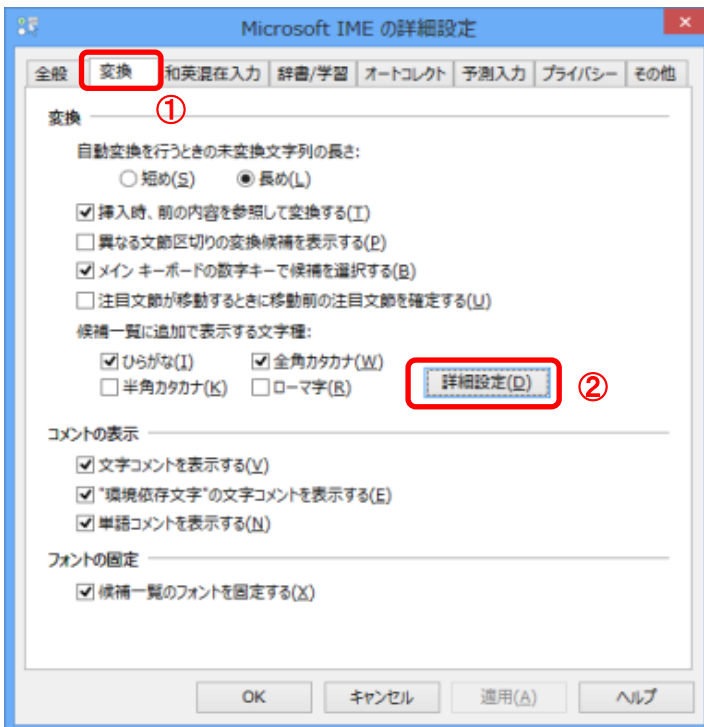 Microsoft IME の詳細設定
全般 変換 和英混在入力 辞書/学習 オートコレクト 予測入力 プライバシー その他
①
変換
自動変換を行うときの未変換文字列の長さ:
短め(S) 長め(L)
挿入時、前の内容を参照して変換する(T)
異なる文節区切りの変換候補を表示する(P)
メイン キーボードの数字キーで候補を選択する(B)
注目文節が移動するときに移動前の注目文節を確定する(U)
候補一覧に追加で表示する文字種:
ひらがな(I) 全角カタカナ(W)
半角カタカナ(K) ローマ字(R) 詳細設定(D) ②
コメントの表示
文字コメントを表示する(V)
"環境依存文字"の文字コメントを表示する(E)
単語コメントを表示する(N)
フォントの固定
候補一覧のフォントを固定する(X)
OK キャンセル 適用(A) ヘルプ